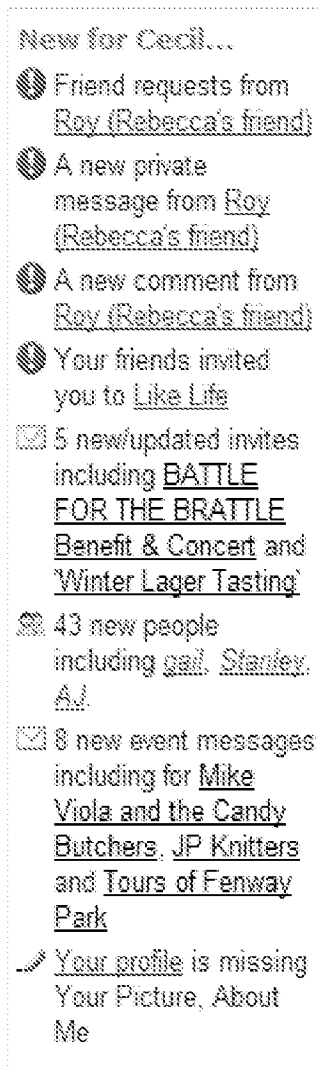 New for Cecil...
Friend requests from
Roy (Rebecca's friend)
A new private
message from Roy
(Rebecca's friend)
A new comment from
Roy (Rebecca's friend)
Your friends invited
you to Like Life
5 new/updated invites
including BATTLE
FOR THE BRATTLE
Benefit & Concert and
'Winter Lager Tasting'
43 new people
including gail, Stanley,
AJ.
8 new event messages
including for Mike
Viola and the Candy
Butchers, JP Knitters
and Tours of Fenway
Park
Your profile is missing
Your Picture, About
Me